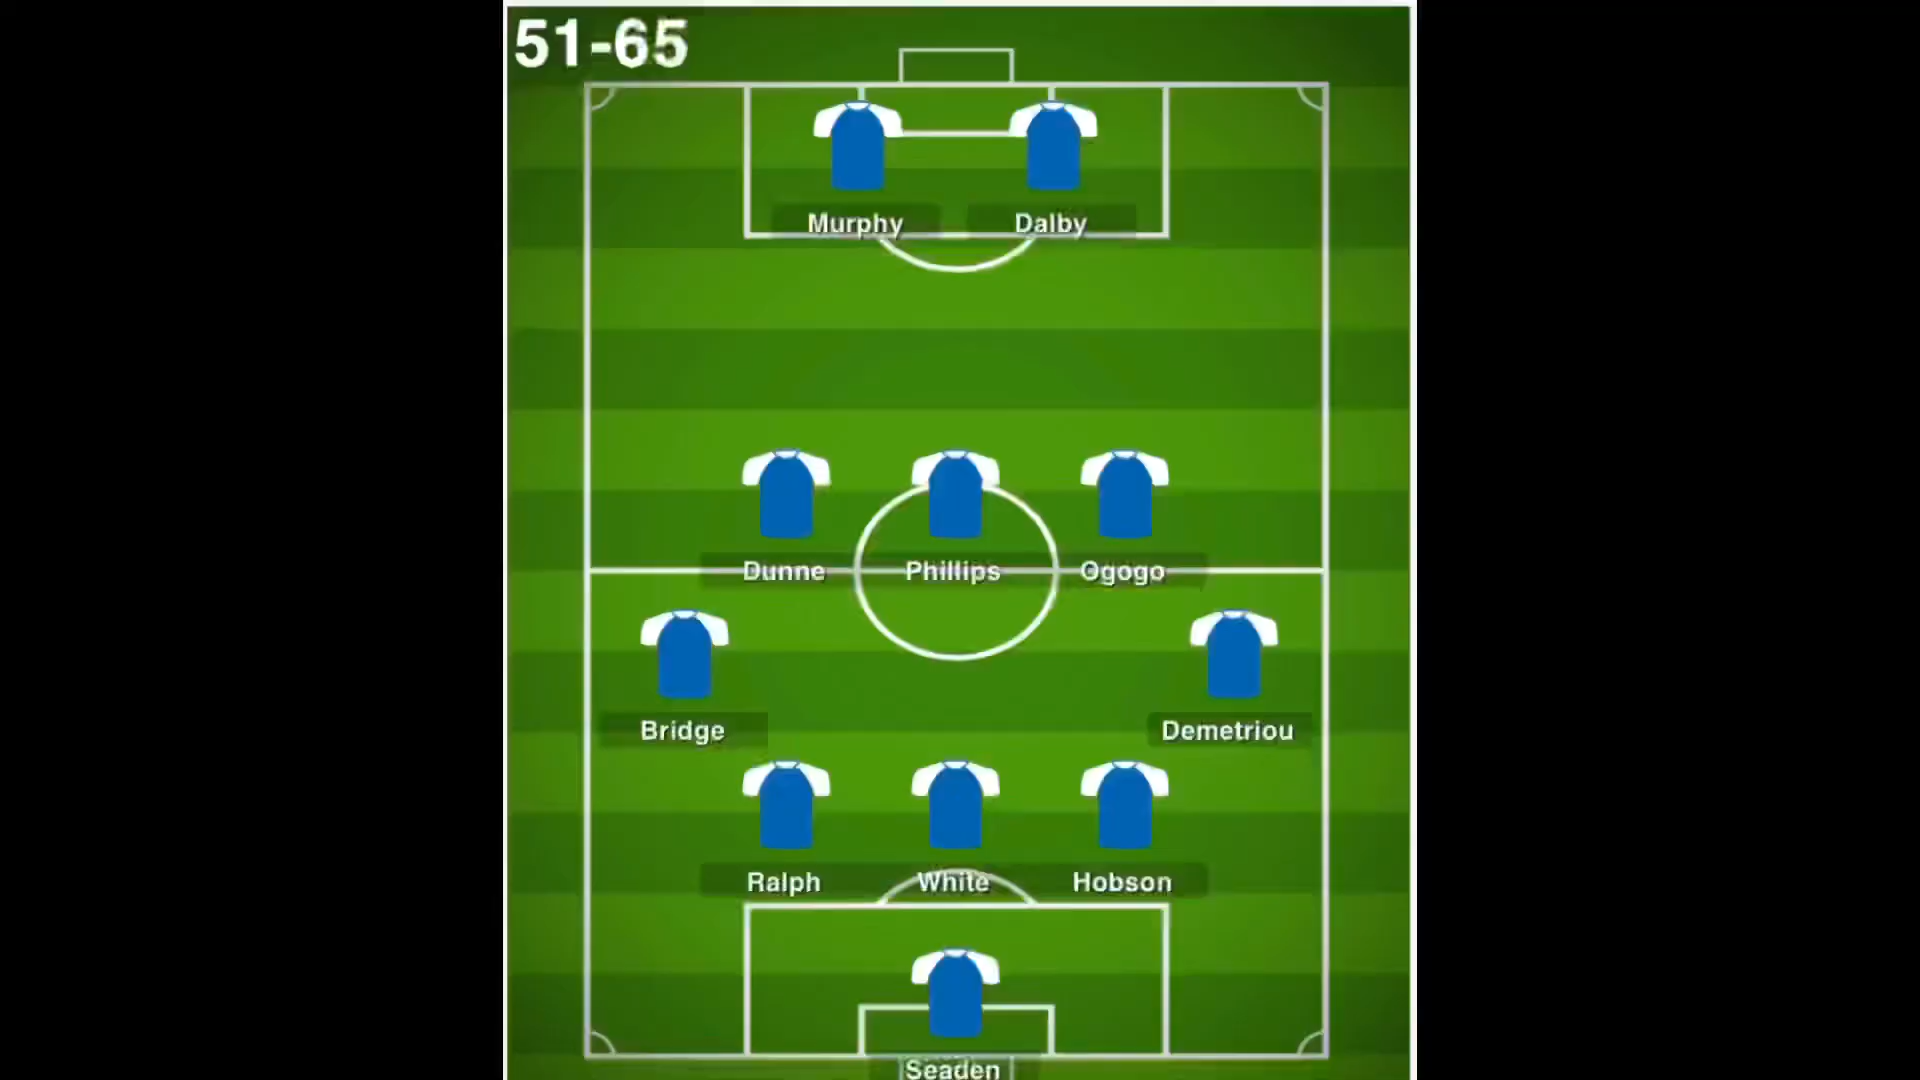 51-65
Murphy Dalby
Dunne Phillips Ogogo
Bridge Demetriou
Ralph White Hobson
Seaden